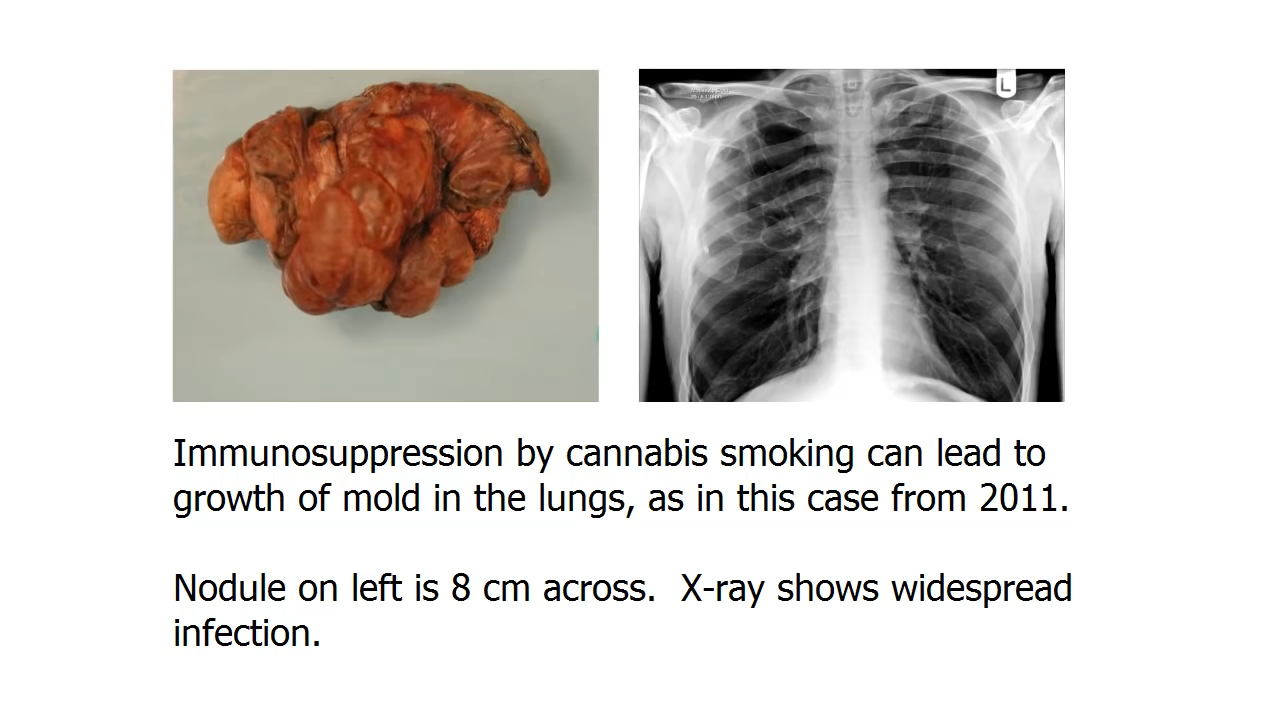 L
Immunosuppression by cannabis smoking can lead to
growth of mold in the lungs, as in this case from 2011.
Nodule on left is 8 cm across.  X-ray shows widespread
infection.